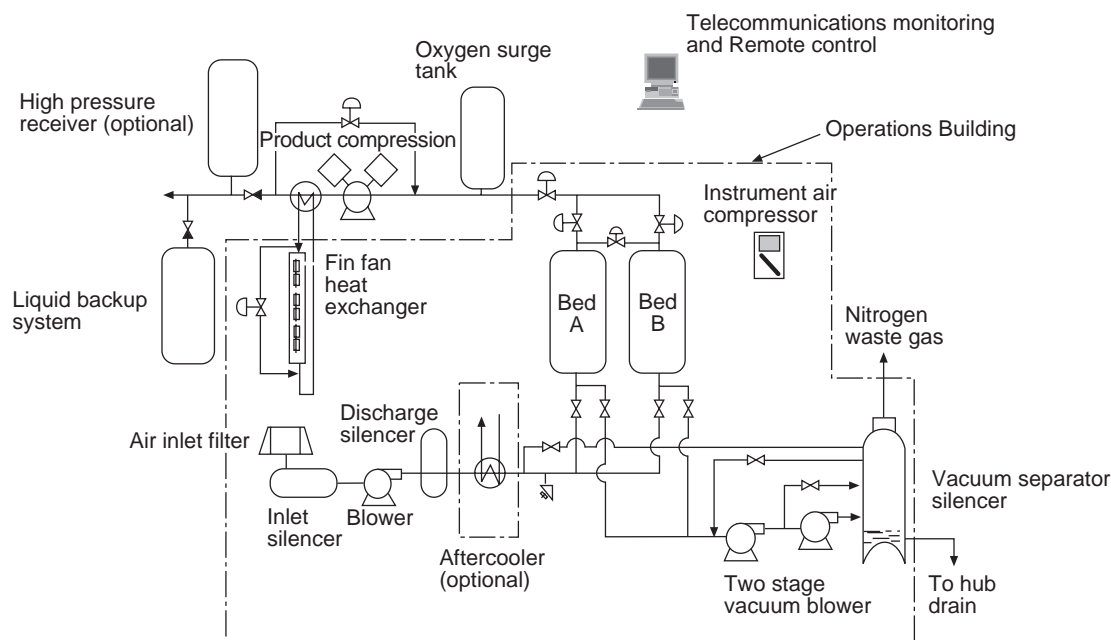 Telecommunications monitoring
and Remote control
Oxygen surge
tank
High pressure
receiver (optional)
Product compression
Operations Building
Instrument air
compressor
Fin fan
heat
exchanger
Liquid backup
system
Bed
A
Bed
B
Nitrogen
waste gas
Discharge
silencer
Air inlet filter
Vacuum separator
silencer
Inlet
silencer
Blower
Aftercooler
(optional)
Two stage
vacuum blower
To hub
drain